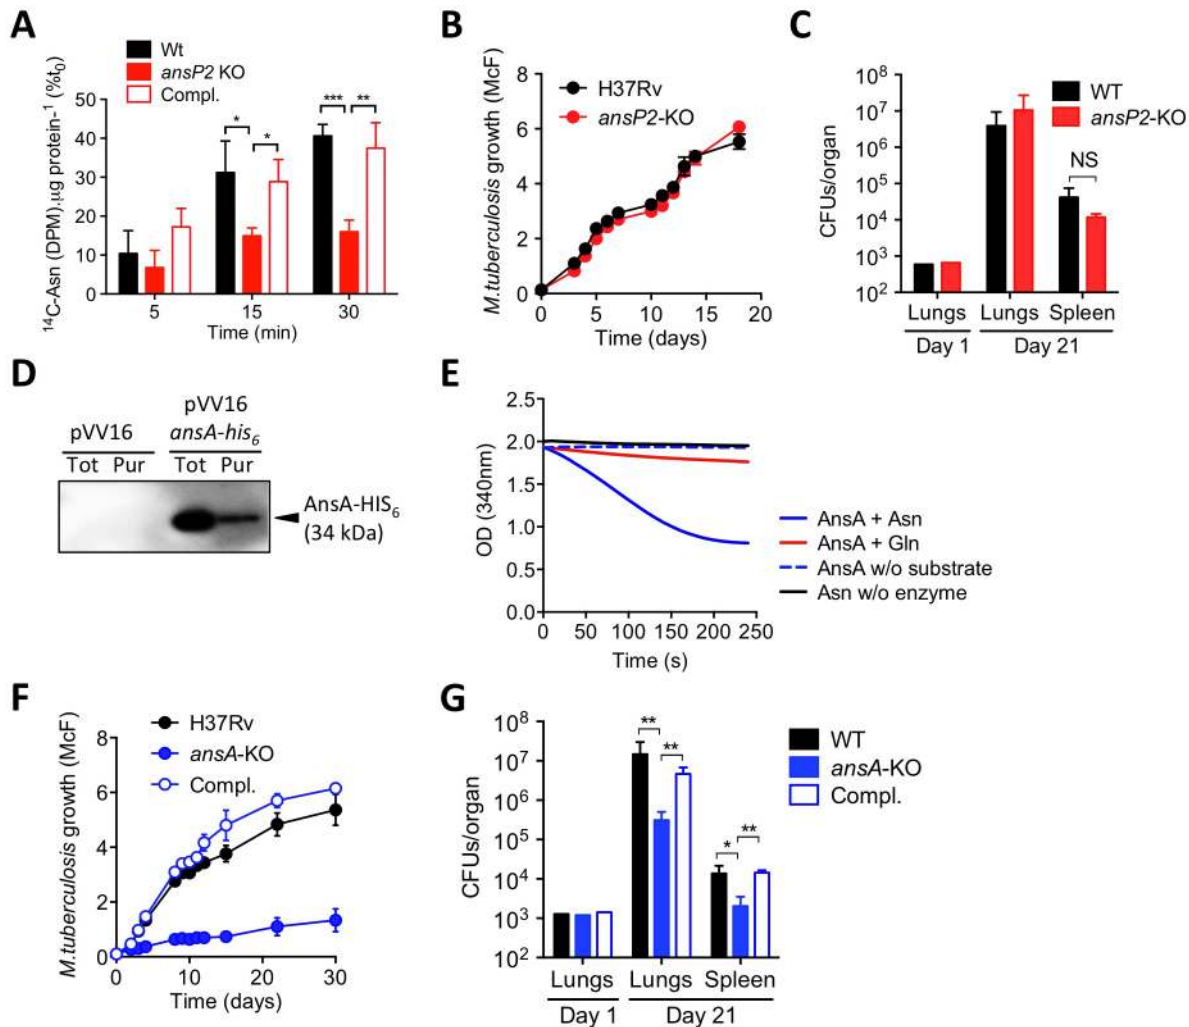 A
Wt
ansP2 KO
Compl.
¹⁴C-Asn (DPM).µg protein-¹ (%t₀)
50
40
30
20
10
0
*
*
***
**
5
15
30
Time (min)
B
M.tuberculosis growth (McF)
8
6
4
2
0
H37Rv
ansP2-KO
0
5
10
15
20
Time (days)
C
CFUs/organ
10⁸
10⁷
10⁶
10⁵
10⁴
10³
10²
WT
ansP2-KO
NS
Lungs
Lungs
Spleen
Day 1
Day 21
D
pVV16
pVV16
ansA-his₆
Tot
Pur
Tot
Pur
AnsA-HIS₆
(34 kDa)
E
OD (340nm)
2.5
2.0
1.5
1.0
0.5
0.0
0
50
100
150
200
250
Time (s)
AnsA + Asn
AnsA + Gln
AnsA w/o substrate
Asn w/o enzyme
F
M.tuberculosis growth (McF)
8
6
4
2
0
H37Rv
ansA-KO
Compl.
0
10
20
30
Time (days)
G
CFUs/organ
10⁸
10⁷
10⁶
10⁵
10⁴
10³
10²
**
**
*
**
WT
ansA-KO
Compl.
Lungs
Lungs
Spleen
Day 1
Day 21